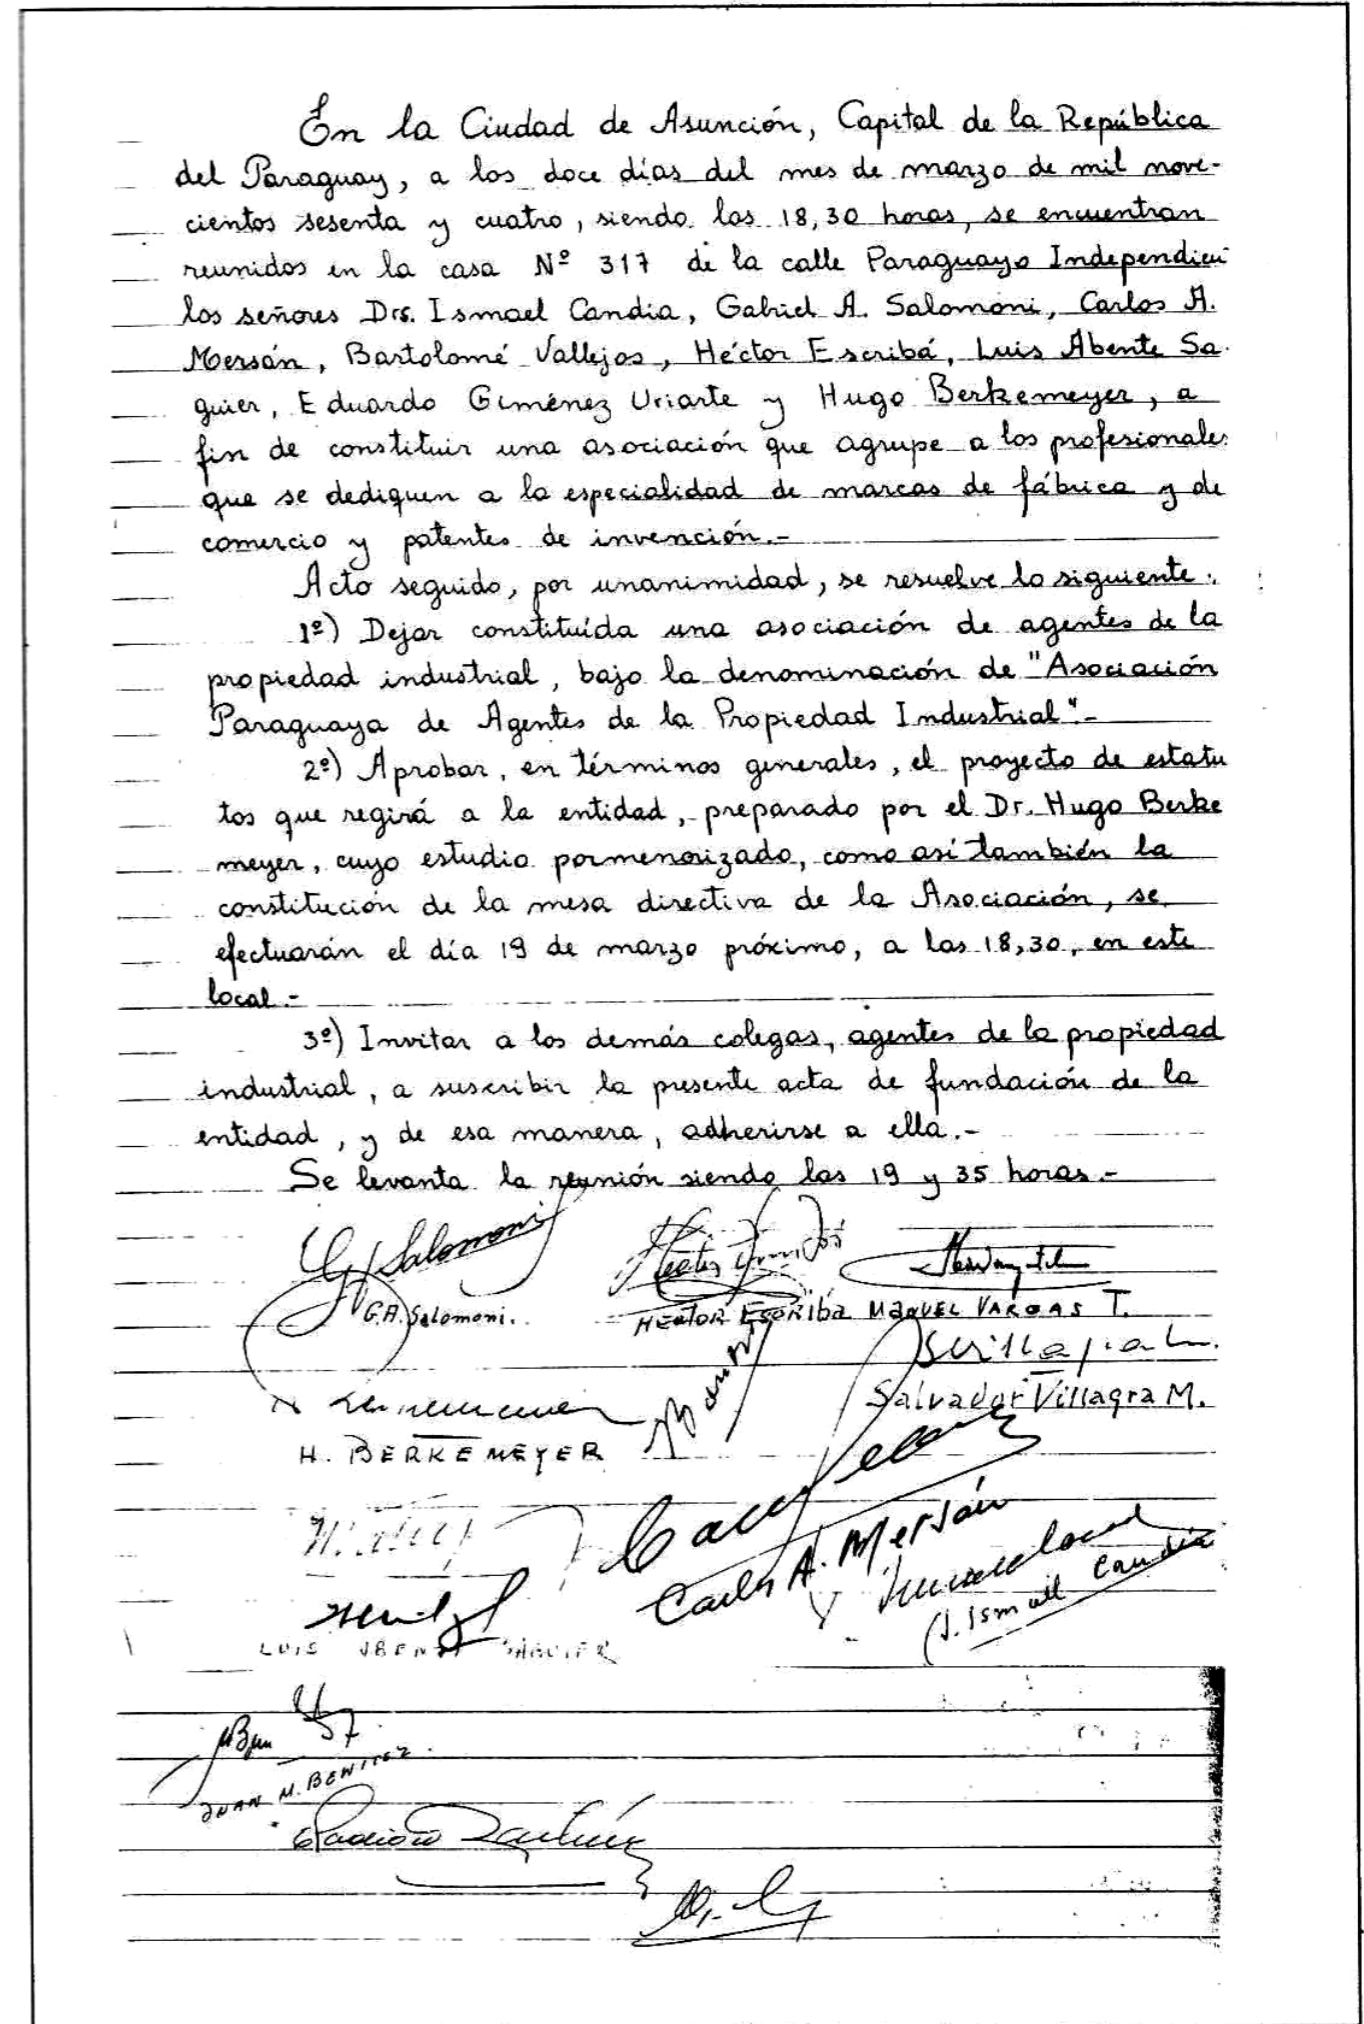 En la Ciudad de Asunción, Capital de la República
del Paraguay, a los doce días del mes de marzo de mil nove-
cientos sesenta y cuatro, siendo las 18,30 horas, se encuentran
reunidos en la casa Nº 317 de la calle Paraguayo Independien
los señores Drs. Ismael Candia, Gabriel A. Salomoni, Carlos A.
Mersán, Bartolomé Vallejos, Héctor Escribá, Luis Abente Sa-
guier, Eduardo Giménez Uriarte y Hugo Berkemeyer, a
fin de constituir una asociación que agrupe a los profesionales
que se dediquen a la especialidad de marcas de fábrica y de
comercio y patentes de invención.-
Acto seguido, por unanimidad, se resuelve lo siguiente:
1º) Dejar constituída una asociación de agentes de la
propiedad industrial, bajo la denominación de "Asociación
Paraguaya de Agentes de la Propiedad Industrial".-
2º) Aprobar, en términos generales, el proyecto de estatu
tos que regirá a la entidad, preparado por el Dr. Hugo Berke
meyer, cuyo estudio pormenorizado, como así también la
constitución de la mesa directiva de la Asociación, se
efectuarán el día 19 de marzo próximo, a las 18,30, en este
local.-
3º) Invitar a los demás colegas, agentes de la propiedad
industrial, a suscribir la presente acta de fundación de la
entidad, y de esa manera, adherirse a ella.-
Se levanta la reunión siendo las 19 y 35 horas.-
Salomoni
G.A. Salomoni.
HECTOR ESCRIBA MANUEL VARGAS T.
Salvador Villagra M.
H. BERKEMEYER
Carlos A. Mersán
J. Ismael Candia
LUIS ABENTE SAGUIER
JUAN M. BENITEZ